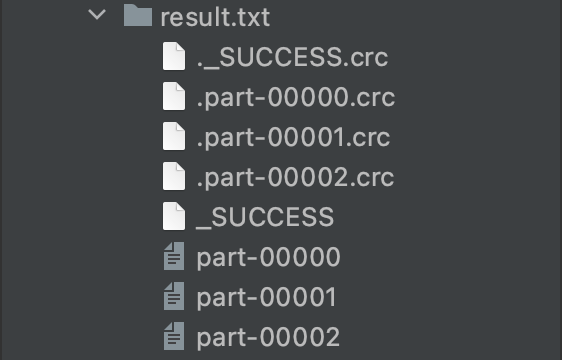 result.txt
._SUCCESS.crc
.part-00000.crc
.part-00001.crc
.part-00002.crc
_SUCCESS
part-00000
part-00001
part-00002